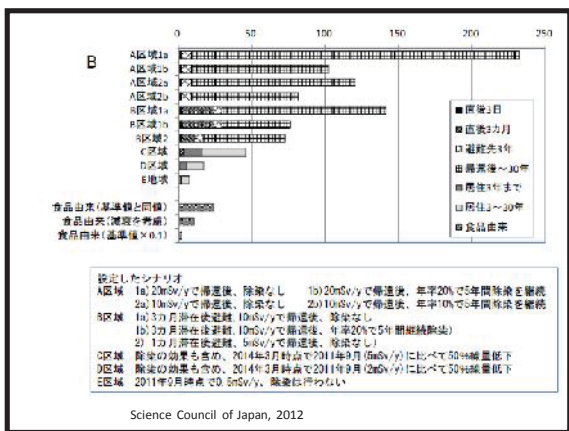 0 50 100 150 200 250
B
A区域1a
A区域1b
A区域2a
A区域2b
B区域1a
B区域1b
B区域2
C区域
D区域
E地域
食品由来(基準値と同値)
食品由来(減衰を考慮)
食品由来(基準値×0.1)
直後3日
直後3カ月
避難先3年
帰還後~30年
居住3年まで
居住3~30年
食品由来
設定したシナリオ
A区域 1a)20mSv/yで帰還後、除染なし 1b)20mSv/yで帰還後、年率20%で5年間除染を継続
2a)10mSv/yで帰還後、除染なし 2b)10mSv/yで帰還後、年率10%で5年間除染を継続
B区域 1a)3カ月滞在後避難、10mSv/yで帰還後、除染なし
1b)3カ月滞在後避難、10mSv/yで帰還後、年率20%で5年間継続除染)
2) 1カ月滞在後避難、5mSv/yで帰還後、除染なし)
C区域 除染の効果も含め、2014年3月時点で2011年9月(5mSv/y)に比べて50%線量低下
D区域 除染の効果も含め、2014年3月時点で2011年9月(2mSv/y)に比べて50%線量低下
E区域 2011年9月時点で0.5mSv/y、除染は行わない
Science Council of Japan, 2012